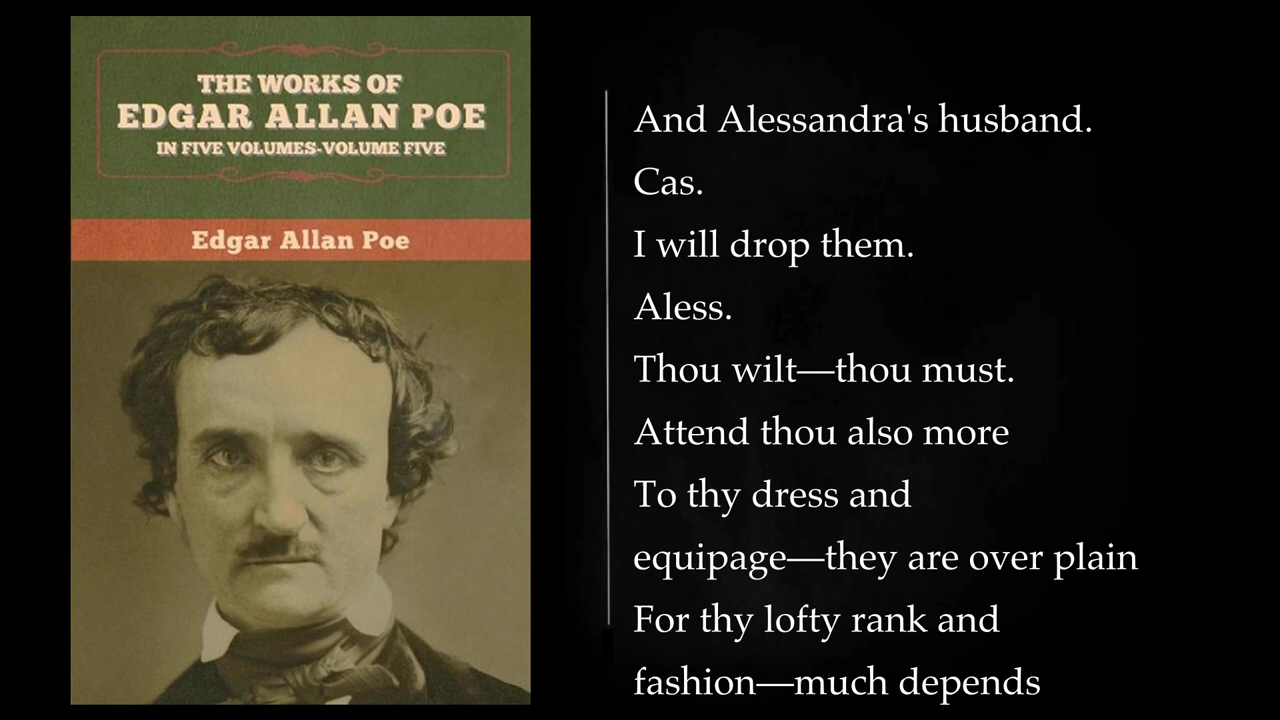 THE WORKS OF
EDGAR ALLAN POE
IN FIVE VOLUMES-VOLUME FIVE
Edgar Allan Poe
And Alessandra's husband.
Cas.
I will drop them.
Aless.
Thou wilt—thou must.
Attend thou also more
To thy dress and
equipage—they are over plain
For thy lofty rank and
fashion—much depends